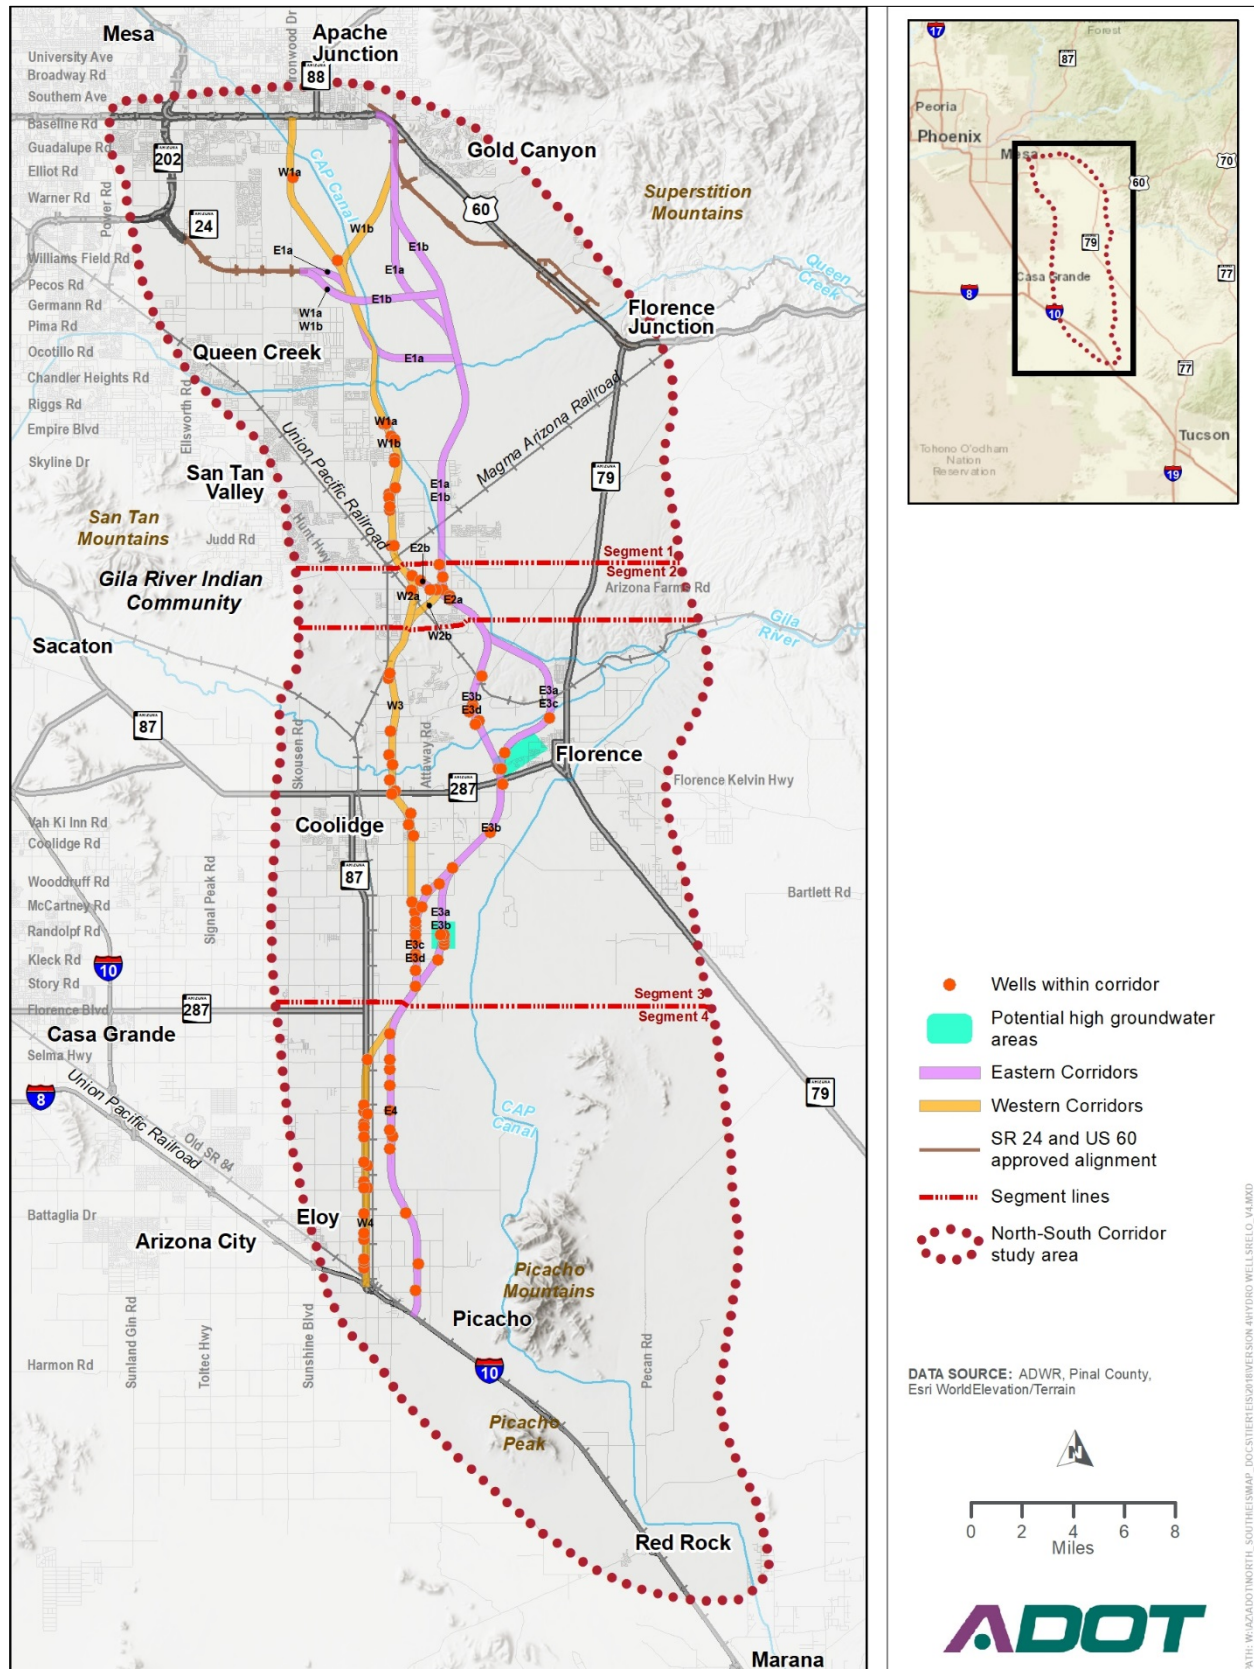 Mesa
Apache
Junction
Ironwood Dr
University Ave
Broadway Rd
Southern Ave
Baseline Rd
Guadalupe Rd
Elliot Rd
Warner Rd
Power Rd
Williams Field Rd
Pecos Rd
Germann Rd
Pima Rd
Ocotillo Rd
Chandler Heights Rd
Riggs Rd
Empire Blvd
Skyline Dr
ARIZONA
88
ARIZONA
202
ARIZONA
24
Gold Canyon
60
Superstition
Mountains
CAP Canal
W1a
W1b
E1a
E1b
E1a
E1b
W1a
W1b
E1a
Queen
Creek
Florence
Junction
Queen Creek
Ellsworth Rd
Union Pacific Railroad
Magma Arizona Railroad
W1a
W1b
E1a
E1b
ARIZONA
79
San Tan
Valley
San Tan
Mountains
Judd Rd
Hunt Hwy
Gila River Indian
Community
E2b
Segment 1
Segment 2
Arizona Farms Rd
W2a
E2a
W2b
Gila
River
Sacaton
ARIZONA
87
W3
E3b
E3d
E3a
E3c
Skousen Rd
Attaway Rd
Florence
Florence Kelvin Hwy
ARIZONA
287
Vah Ki Inn Rd
Coolidge Rd
Coolidge
E3b
Wooddruff Rd
McCartney Rd
Randolpf Rd
Kleck Rd
Story Rd
Florence Blvd
Signal Peak Rd
ARIZONA
87
Bartlett Rd
E3a
E3b
E3c
E3d
10
ARIZONA
287
Segment 3
Segment 4
Casa Grande
Selma Hwy
8
Union Pacific Railroad
Old SR 84
E4
CAP
Canal
ARIZONA
79
Battaglia Dr
Eloy
W4
Arizona City
Picacho
Mountains
Picacho
Sunland Gin Rd
Toltec Hwy
Sunshine Blvd
Pecan Rd
Harmon Rd
10
Picacho
Peak
Red Rock
Marana
17
Forest
87
Peoria
Phoenix
Mesa
60
70
79
Casa Grande
8
10
77
77
Tohono O'odham
Nation
Reservation
Tucson
19
Wells within corridor
Potential high groundwater
areas
Eastern Corridors
Western Corridors
SR 24 and US 60
approved alignment
Segment lines
North-South Corridor
study area
DATA SOURCE: ADWR, Pinal County,
Esri WorldElevation/Terrain
N
0 2 4 6 8
Miles
ADOT